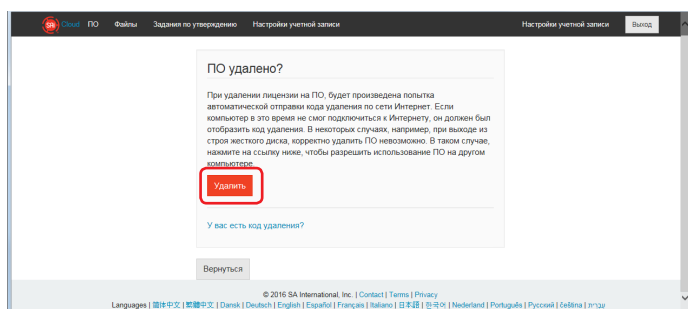 SAi Cloud ПО Файлы Задания по утверждению Настройки учетной записи Настройки учетной записи Выход
ПО удалено?
При удалении лицензии на ПО, будет произведена попытка
автоматической отправки кода удаления по сети Интернет. Если
компьютер в это время не смог подключиться к Интернету, он должен был
отобразить код удаления. В некоторых случаях, например, при выходе из
строя жесткого диска, корректно удалить ПО невозможно. В таком случае,
нажмите на ссылку ниже, чтобы разрешить использование ПО на другом
компьютере.
Удалить
У вас есть код удаления?
Вернуться
© 2016 SA International, Inc. | Contact | Terms | Privacy
Languages | 简体中文 | 繁體中文 | Dansk | Deutsch | English | Español | Français | Italiano | 日本語 | 한국어 | Nederland | Português | Русский | čeština | עברית